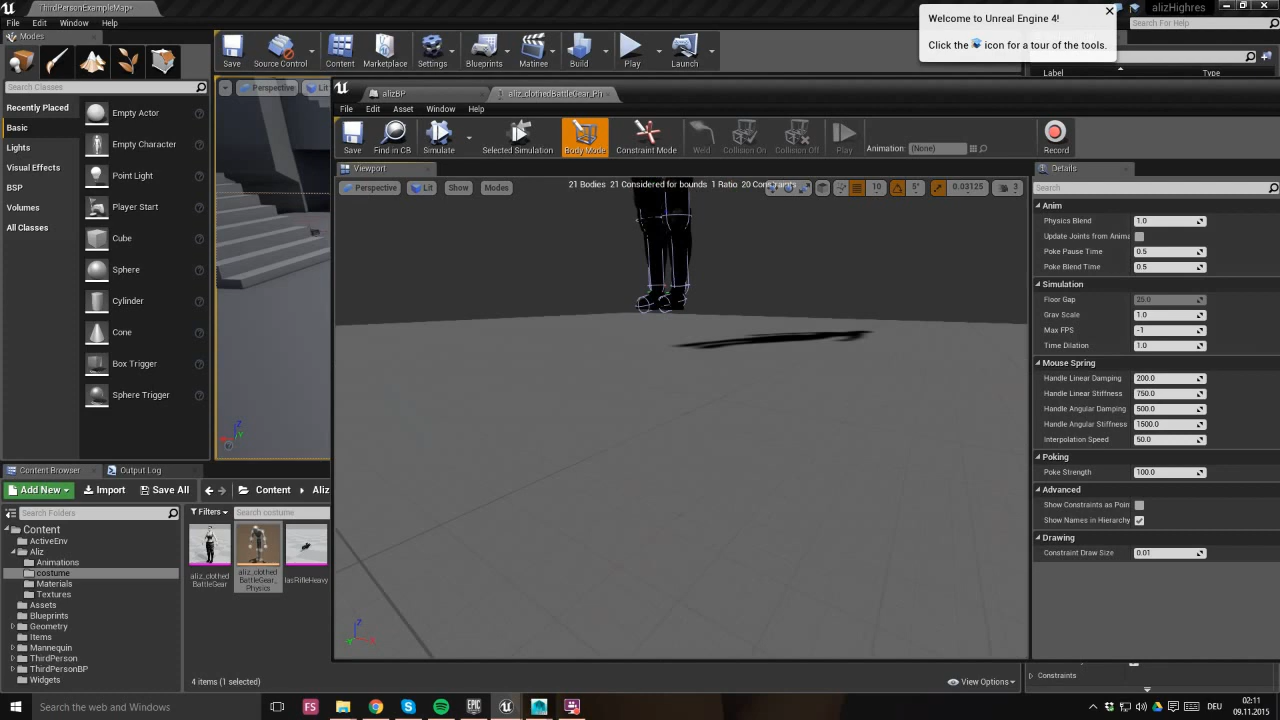 ThirdPersonExampleMap*
alizHighres
File Edit Window Help
Search For Help
Welcome to Unreal Engine 4!
Click the icon for a tour of the tools.
Modes
Search Classes
Recently Placed
Basic
Lights
Visual Effects
BSP
Volumes
All Classes
Empty Actor
Empty Character
Point Light
Player Start
Cube
Sphere
Cylinder
Cone
Box Trigger
Sphere Trigger
Save
Source Control
Content
Marketplace
Settings
Blueprints
Matinee
Build
Play
Launch
Label Type
Perspective Lit
alizBP
aliz_clothedBattleGear_Ph
File Edit Asset Window Help
Save
Find in CB
Simulate
Selected Simulation
Body Mode
Constraint Mode
Weld
Collision On
Collision Off
Play
Animation: (None)
Record
Viewport
Perspective Lit Show Modes
21 Bodies 21 Considered for bounds 1 Ratio 20 Constraints
10 5° 0.03125 3
Details
Search
Anim
Physics Blend 1.0
Update Joints from Anima
Poke Pause Time 0.5
Poke Blend Time 0.5
Simulation
Floor Gap 25.0
Grav Scale 1.0
Max FPS -1
Time Dilation 1.0
Mouse Spring
Handle Linear Damping 200.0
Handle Linear Stiffness 750.0
Handle Angular Damping 500.0
Handle Angular Stiffness 1500.0
Interpolation Speed 50.0
Poking
Poke Strength 100.0
Advanced
Show Constraints as Poin
Show Names in Hierarchy
Drawing
Constraint Draw Size 0.01
Z
Y
Content Browser
Output Log
Add New Import Save All
Content Aliz
Search Folders
Filters
Search costume
Content
ActiveEnv
Aliz
Animations
costume
Materials
Textures
Assets
Blueprints
Geometry
Items
Mannequin
ThirdPerson
ThirdPersonBP
Widgets
aliz_clothed
BattleGear
aliz_clothed
BattleGear_
Physics
lasRifleHeavy
4 items (1 selected)
View Options
Z
Y
X
Constraints
Search the web and Windows
FS
EPIC
DEU
02:11
09.11.2015